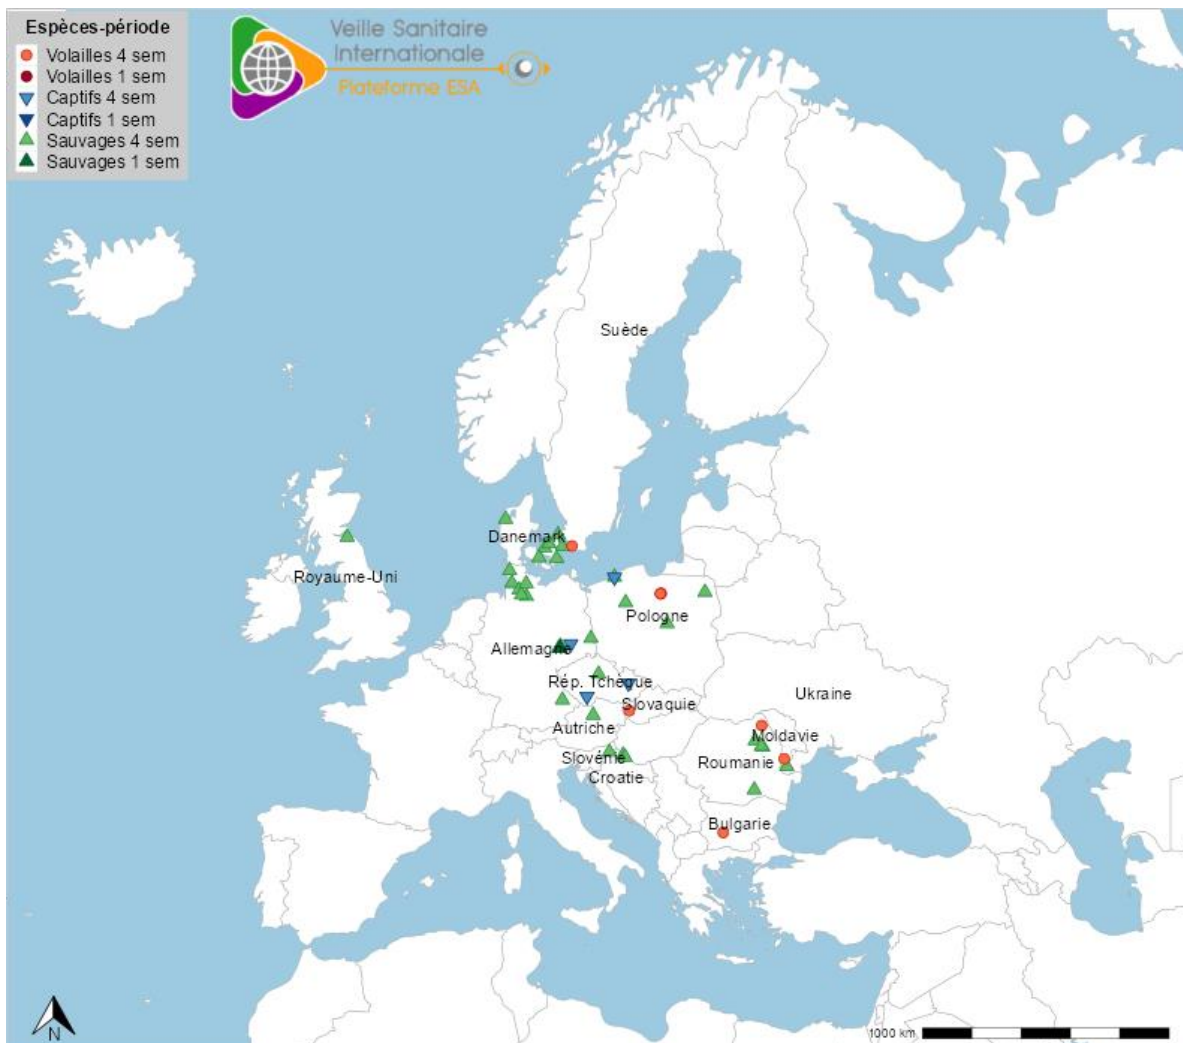 Espèces-période
Volailles 4 sem
Volailles 1 sem
Captifs 4 sem
Captifs 1 sem
Sauvages 4 sem
Sauvages 1 sem
Veille Sanitaire
Internationale
Plateforme ESA
Suède
Danemark
Royaume-Uni
Pologne
Allemagne
Rép. Tchèque
Slovaquie
Ukraine
Autriche
Moldavie
Slovénie
Roumanie
Croatie
Bulgarie
N
1000 km